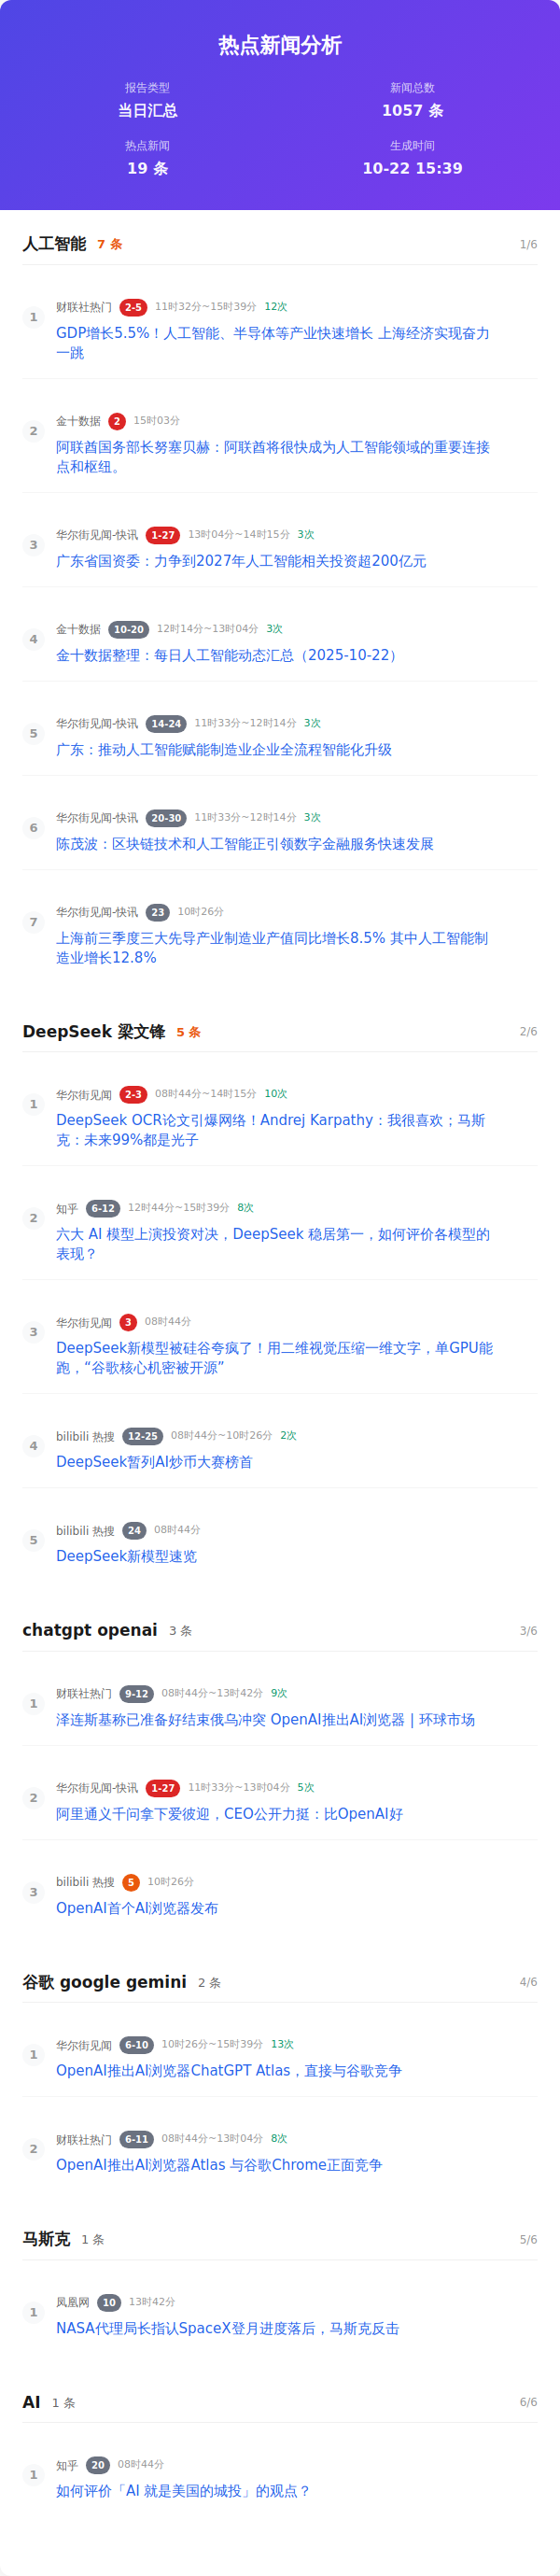 热点新闻分析
报告类型
新闻总数
当日汇总
1057 条
热点新闻
生成时间
19 条
10-22 15:39
人工智能 7 条 1/6
1 财联社热门 2-5 11时32分~15时39分 12次
GDP增长5.5%！人工智能、半导体等产业快速增长 上海经济实现奋力
一跳
2 金十数据 2 15时03分
阿联酋国务部长努塞贝赫：阿联酋将很快成为人工智能领域的重要连接
点和枢纽。
3 华尔街见闻-快讯 1-27 13时04分~14时15分 3次
广东省国资委：力争到2027年人工智能相关投资超200亿元
4 金十数据 10-20 12时14分~13时04分 3次
金十数据整理：每日人工智能动态汇总（2025-10-22）
5 华尔街见闻-快讯 14-24 11时33分~12时14分 3次
广东：推动人工智能赋能制造业企业全流程智能化升级
6 华尔街见闻-快讯 20-30 11时33分~12时14分 3次
陈茂波：区块链技术和人工智能正引领数字金融服务快速发展
7 华尔街见闻-快讯 23 10时26分
上海前三季度三大先导产业制造业产值同比增长8.5% 其中人工智能制
造业增长12.8%
DeepSeek 梁文锋 5 条 2/6
1 华尔街见闻 2-3 08时44分~14时15分 10次
DeepSeek OCR论文引爆网络！Andrej Karpathy：我很喜欢；马斯
克：未来99%都是光子
2 知乎 6-12 12时44分~15时39分 8次
六大 AI 模型上演投资对决，DeepSeek 稳居第一，如何评价各模型的
表现？
3 华尔街见闻 3 08时44分
DeepSeek新模型被硅谷夸疯了！用二维视觉压缩一维文字，单GPU能
跑，“谷歌核心机密被开源”
4 bilibili 热搜 12-25 08时44分~10时26分 2次
DeepSeek暂列AI炒币大赛榜首
5 bilibili 热搜 24 08时44分
DeepSeek新模型速览
chatgpt openai 3 条 3/6
1 财联社热门 9-12 08时44分~13时42分 9次
泽连斯基称已准备好结束俄乌冲突 OpenAI推出AI浏览器 | 环球市场
2 华尔街见闻-快讯 1-27 11时33分~13时04分 5次
阿里通义千问拿下爱彼迎，CEO公开力挺：比OpenAI好
3 bilibili 热搜 5 10时26分
OpenAI首个AI浏览器发布
谷歌 google gemini 2 条 4/6
1 华尔街见闻 6-10 10时26分~15时39分 13次
OpenAI推出AI浏览器ChatGPT Atlas，直接与谷歌竞争
2 财联社热门 6-11 08时44分~13时04分 8次
OpenAI推出AI浏览器Atlas 与谷歌Chrome正面竞争
马斯克 1 条 5/6
1 凤凰网 10 13时42分
NASA代理局长指认SpaceX登月进度落后，马斯克反击
AI 1 条 6/6
1 知乎 20 08时44分
如何评价「AI 就是美国的城投」的观点？